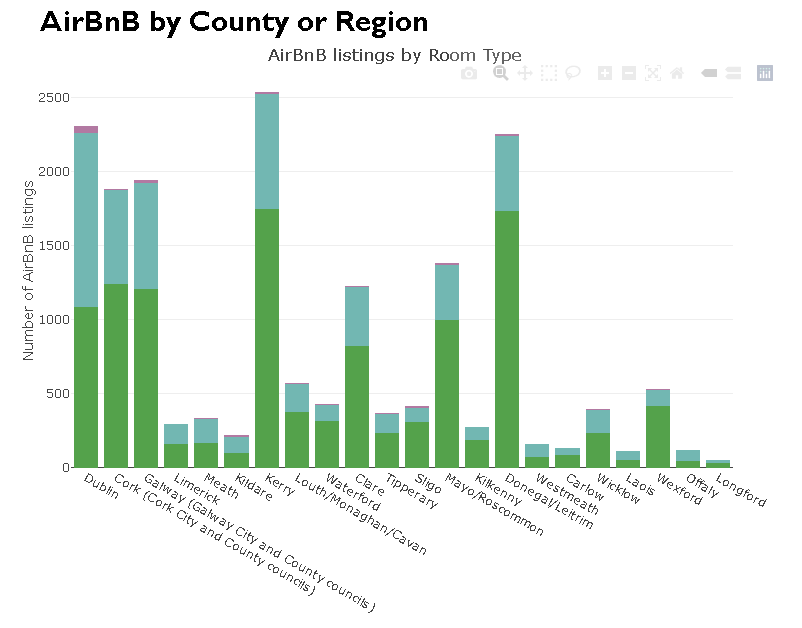 AirBnB by County or Region
AirBnB listings by Room Type
Number of AirBnB listings
2500
2000
1500
1000
500
0
Dublin
Cork (Cork City and County councils)
Galway (Galway City and County councils)
Limerick
Meath
Kildare
Kerry
Louth/Monaghan/Cavan
Waterford
Clare
Tipperary
Sligo
Mayo/Roscommon
Kilkenny
Donegal/Leitrim
Westmeath
Carlow
Wicklow
Laois
Wexford
Offaly
Longford